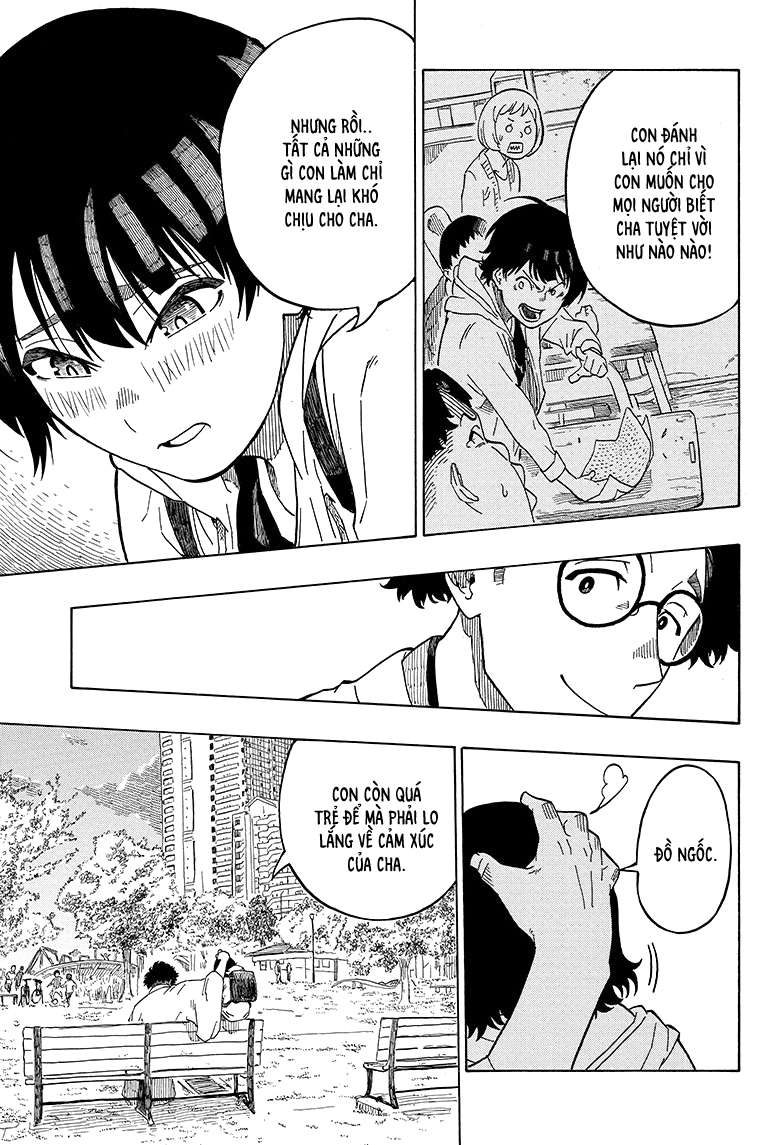 CON ĐÁNH
LẠI NÓ CHỈ VÌ
CON MUỐN CHO
MỌI NGƯỜI BIẾT
CHA TUYỆT VỜI
NHƯ NÀO NÀO!
NHƯNG RỒI..
TẤT CẢ NHỮNG
GÌ CON LÀM CHỈ
MANG LẠI KHÓ
CHỊU CHO CHA.
ĐỒ NGỐC.
CON CÒN QUÁ
TRẺ ĐỂ MÀ PHẢI LO
LẮNG VỀ CẢM XÚC
CỦA CHA.